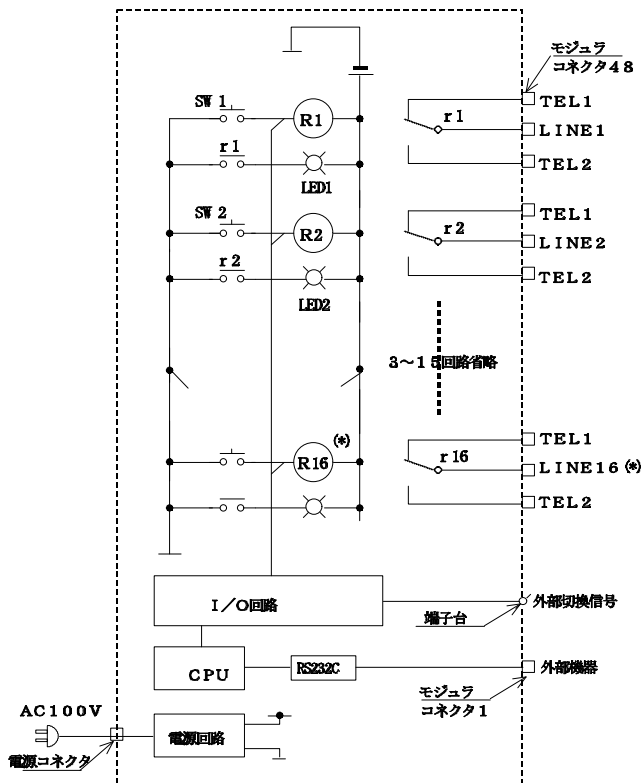 モジュラ
コネクタ48
SW 1
R1
r1
TEL1
LINE1
TEL2
r1
LED1
SW 2
R2
r2
TEL1
LINE2
TEL2
r2
LED2
3～15回路省略
R16
(*)
r16
TEL1
LINE16(*)
TEL2
I/O回路
端子台
外部切換信号
CPU
RS232C
外部機器
モジュラ
コネクタ1
AC100V
電源回路
電源コネクタ